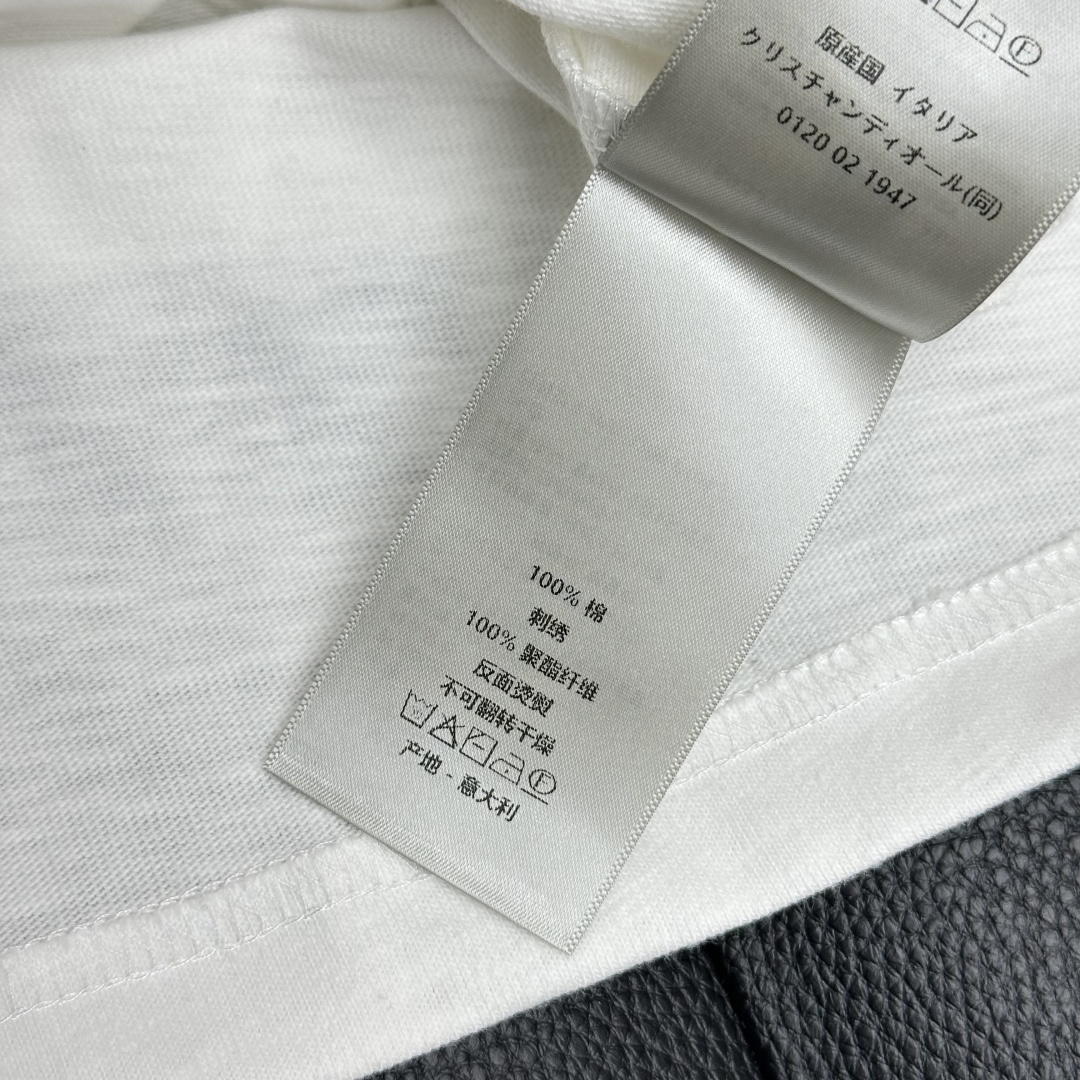 原産国 イタリア
クリスチャンディオール(同)
0120 02 1947
100% 棉
刺绣
100% 聚酯纤维
反面烫熨
不可翻转干燥
产地 - 意大利